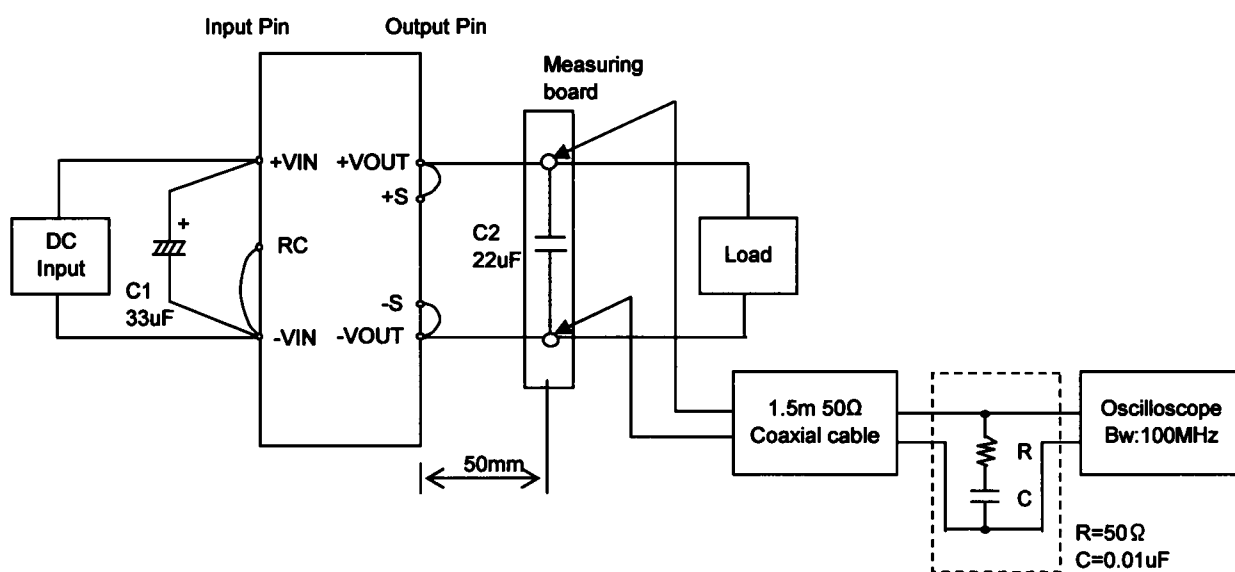 Input Pin
Output Pin
Measuring
board
+VIN
+VOUT
+S
+
DC
Input
RC
C1
33uF
C2
22uF
Load
-S
-VIN
-VOUT
50mm
1.5m 50Ω
Coaxial cable
R
C
Oscilloscope
Bw:100MHz
R=50Ω
C=0.01uF